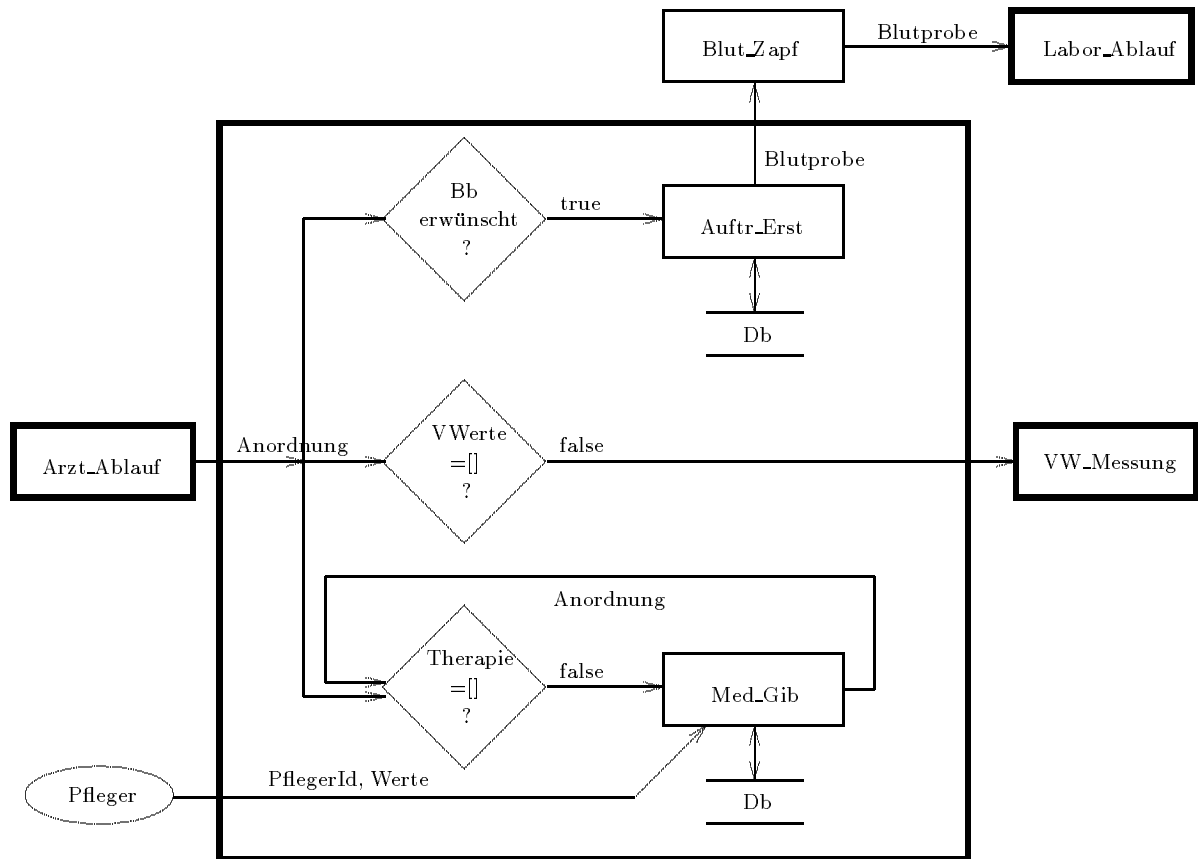 Blut_Zapf
Blutprobe
Labor_Ablauf
Blutprobe
Bb
erwünscht
?
true
Auftr_Erst
Db
Arzt_Ablauf
Anordnung
VWerte
=[]
?
false
VW_Messung
Anordnung
Therapie
=[]
?
false
Med_Gib
Pfleger
PflegerId, Werte
Db